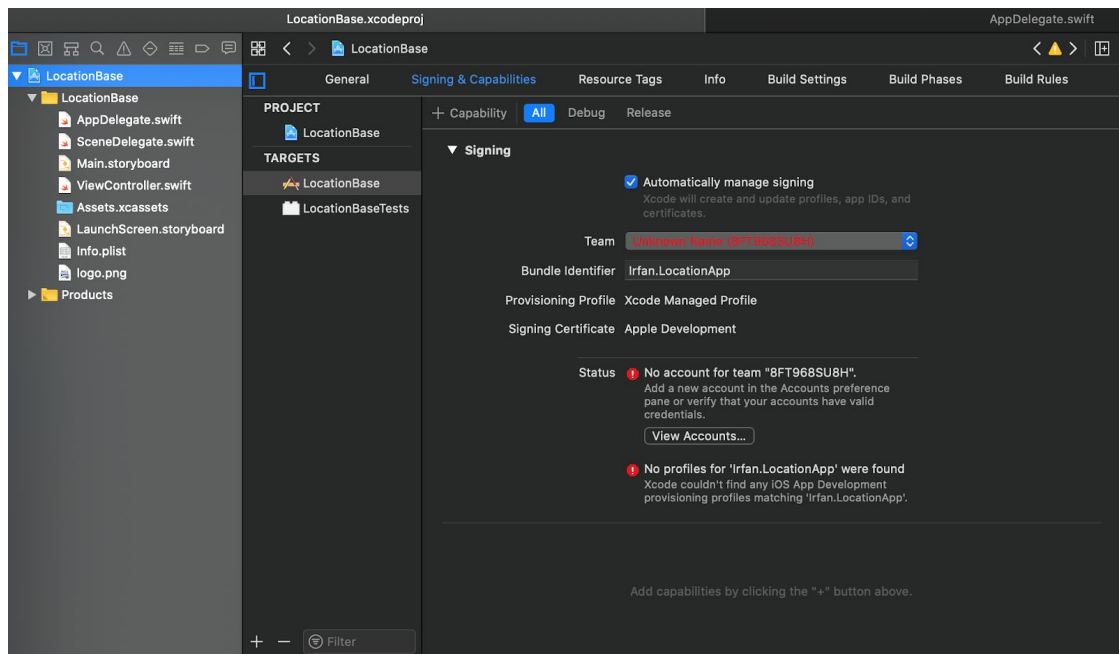 LocationBase.xcodeproj
AppDelegate.swift
LocationBase
LocationBase
LocationBase
AppDelegate.swift
SceneDelegate.swift
Main.storyboard
ViewController.swift
Assets.xcassets
LaunchScreen.storyboard
Info.plist
logo.png
Products
General
Signing & Capabilities
Resource Tags
Info
Build Settings
Build Phases
Build Rules
PROJECT
LocationBase
TARGETS
LocationBase
LocationBaseTests
Filter
+ Capability
All
Debug
Release
Signing
Automatically manage signing
Xcode will create and update profiles, app IDs, and
certificates.
Team Unknown Name (8FT968SU8H)
Bundle Identifier Irfan.LocationApp
Provisioning Profile Xcode Managed Profile
Signing Certificate Apple Development
Status No account for team "8FT968SU8H".
Add a new account in the Accounts preference
pane or verify that your accounts have valid
credentials.
View Accounts...
No profiles for 'Irfan.LocationApp' were found
Xcode couldn't find any iOS App Development
provisioning profiles matching 'Irfan.LocationApp'.
Add capabilities by clicking the "+" button above.